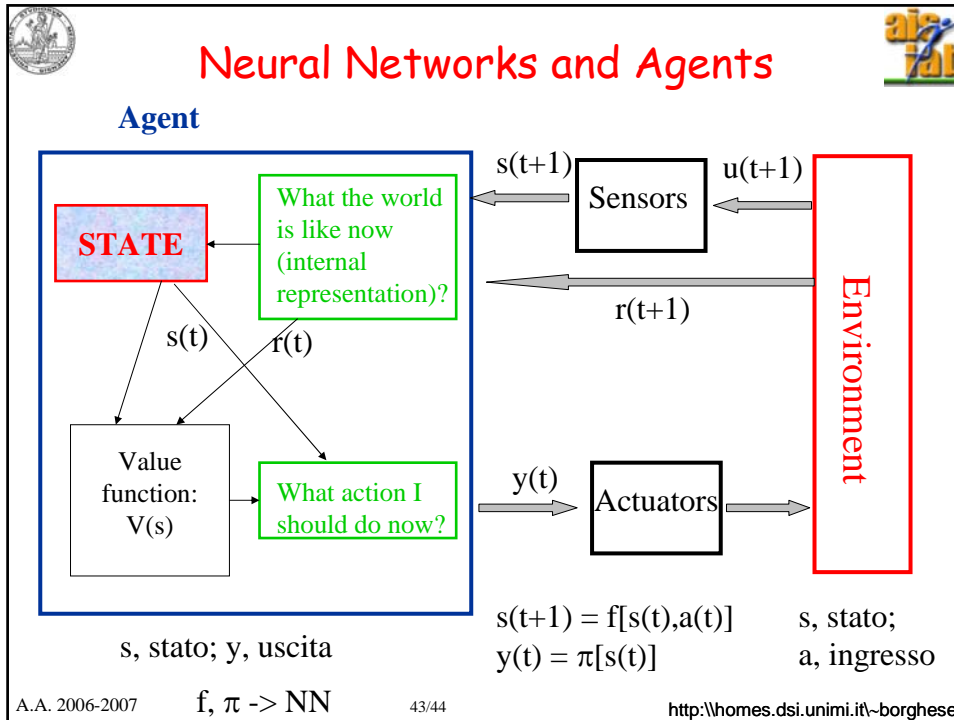 Neural Networks and Agents
Agent
STATE
What the world
is like now
(internal
representation)?
s(t)
r(t)
Value
function:
V(s)
What action I
should do now?
s(t+1)
Sensors
u(t+1)
r(t+1)
Environment
y(t)
Actuators
s, stato; y, uscita
s(t+1) = f[s(t),a(t)]
y(t) = π[s(t)]
s, stato;
a, ingresso
A.A. 2006-2007
f, π -> NN
43/44
http:\\homes.dsi.unimi.it\~borghese